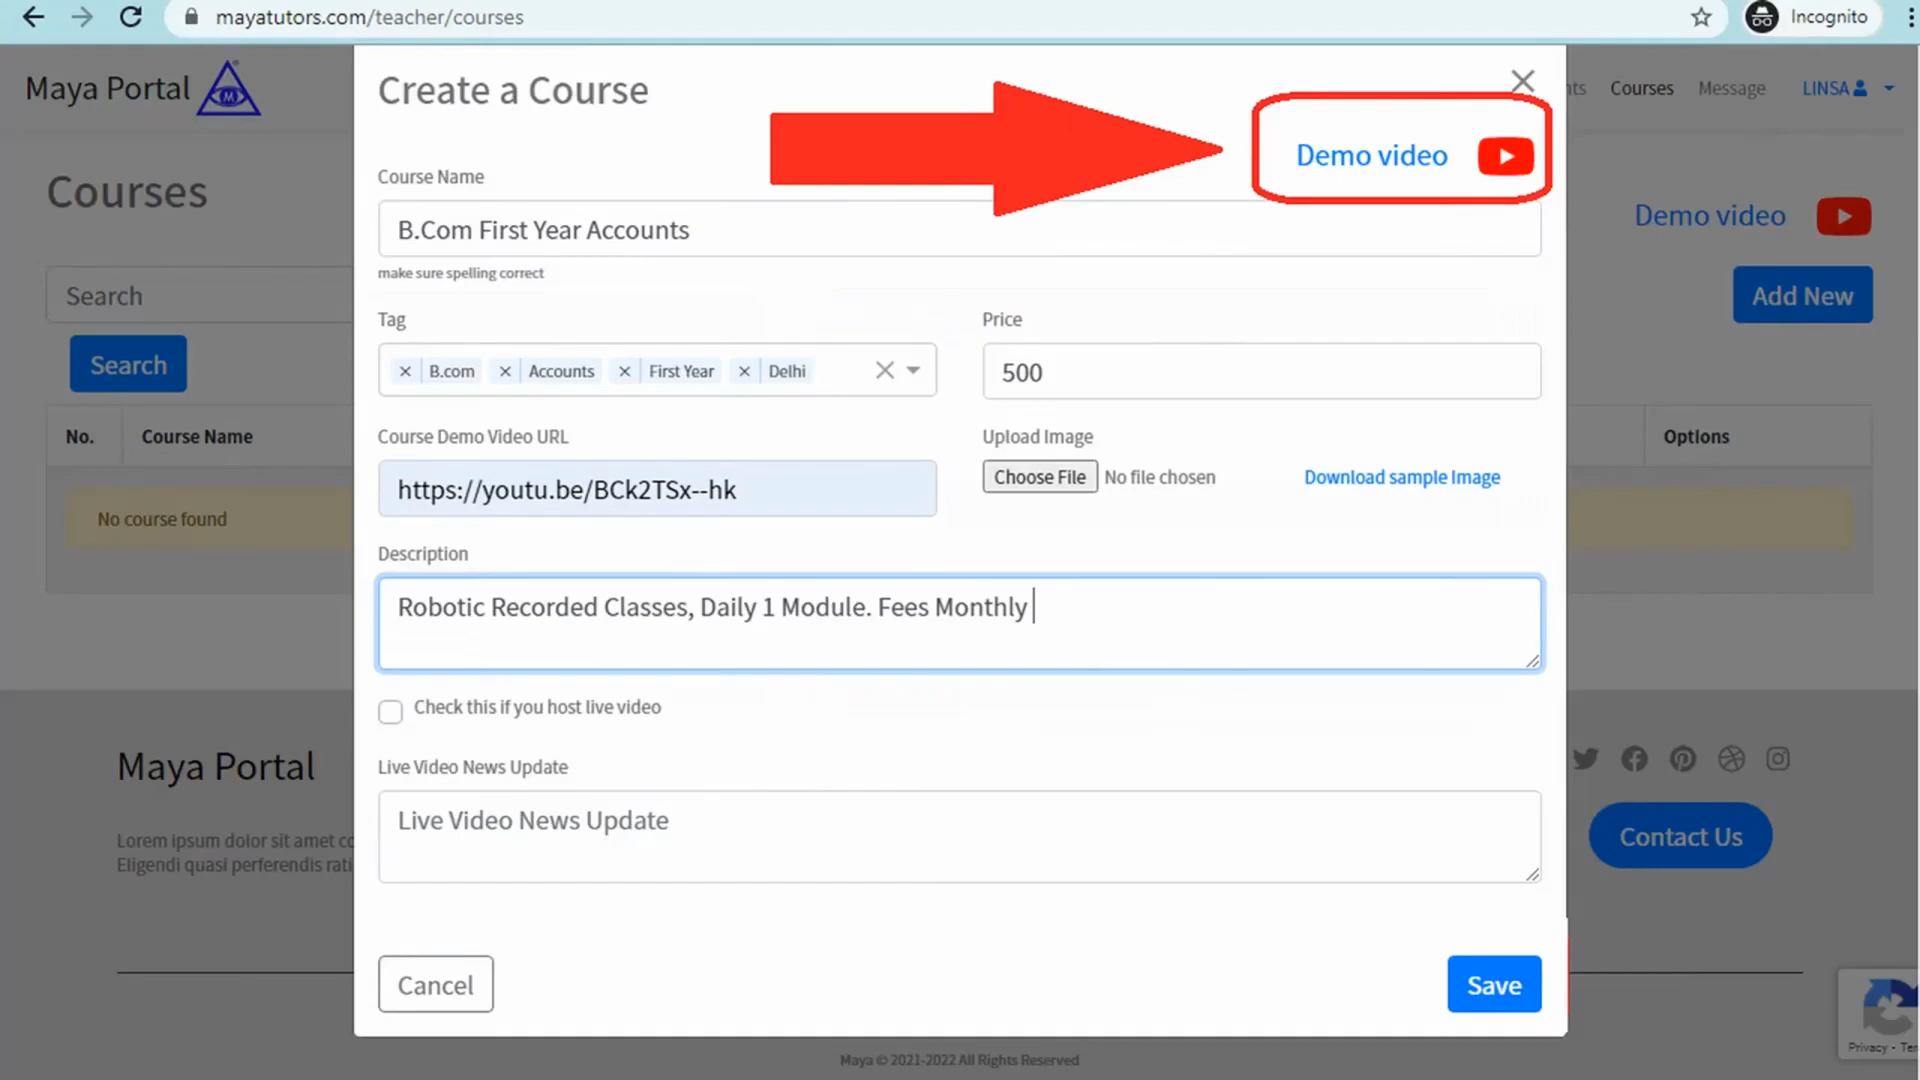 mayatutors.com/teacher/courses
Incognito
Maya Portal
M
Create a Course
nts
Courses
Message
LINSA
Demo video
Course Name
Courses
B.Com First Year Accounts
Demo video
make sure spelling correct
Search
Add New
Tag
Price
Search
× B.com × Accounts × First Year × Delhi
500
No.
Course Name
Course Demo Video URL
Upload Image
Options
https://youtu.be/BCk2TSx--hk
Choose File No file chosen
Download sample Image
No course found
Description
Robotic Recorded Classes, Daily 1 Module. Fees Monthly
Check this if you host live video
Maya Portal
Live Video News Update
Live Video News Update
Lorem ipsum dolor sit amet co
Eligendi quasi perferendis rati
Contact Us
Cancel
Save
Privacy - Ter
Maya © 2021-2022 All Rights Reserved